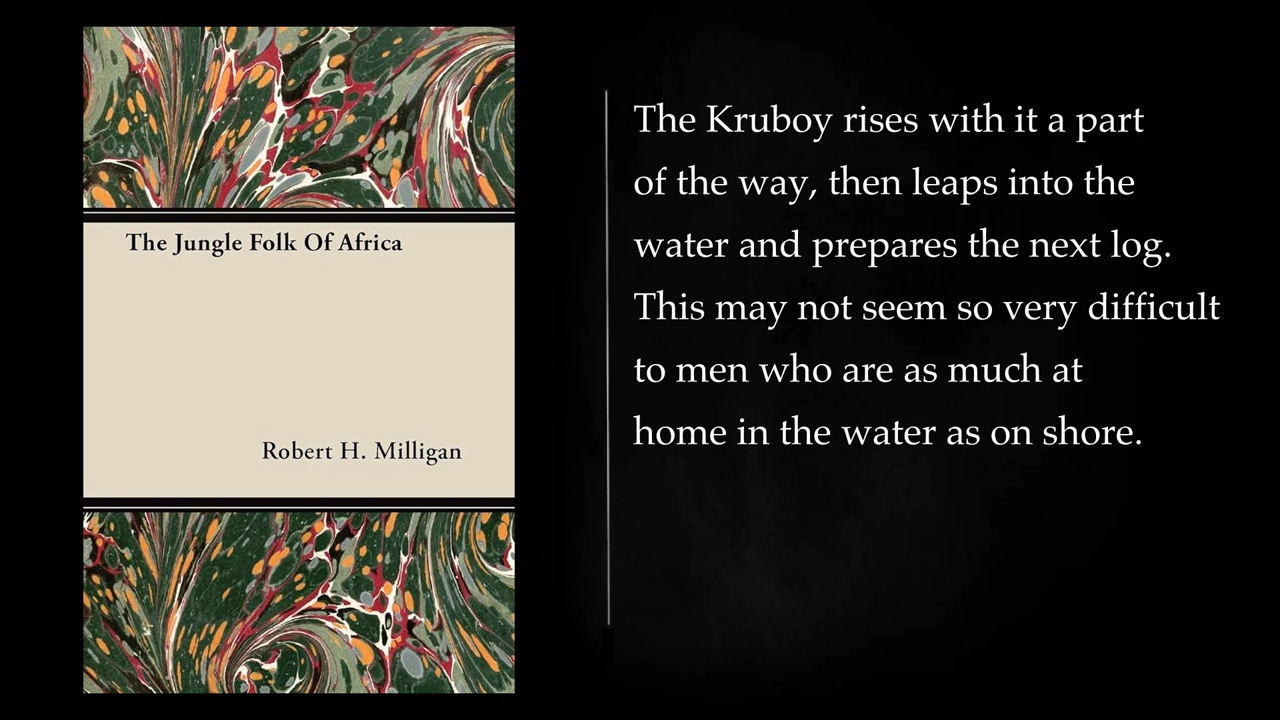 The Jungle Folk Of Africa
Robert H. Milligan
The Kruboy rises with it a part
of the way, then leaps into the
water and prepares the next log.
This may not seem so very difficult
to men who are as much at
home in the water as on shore.